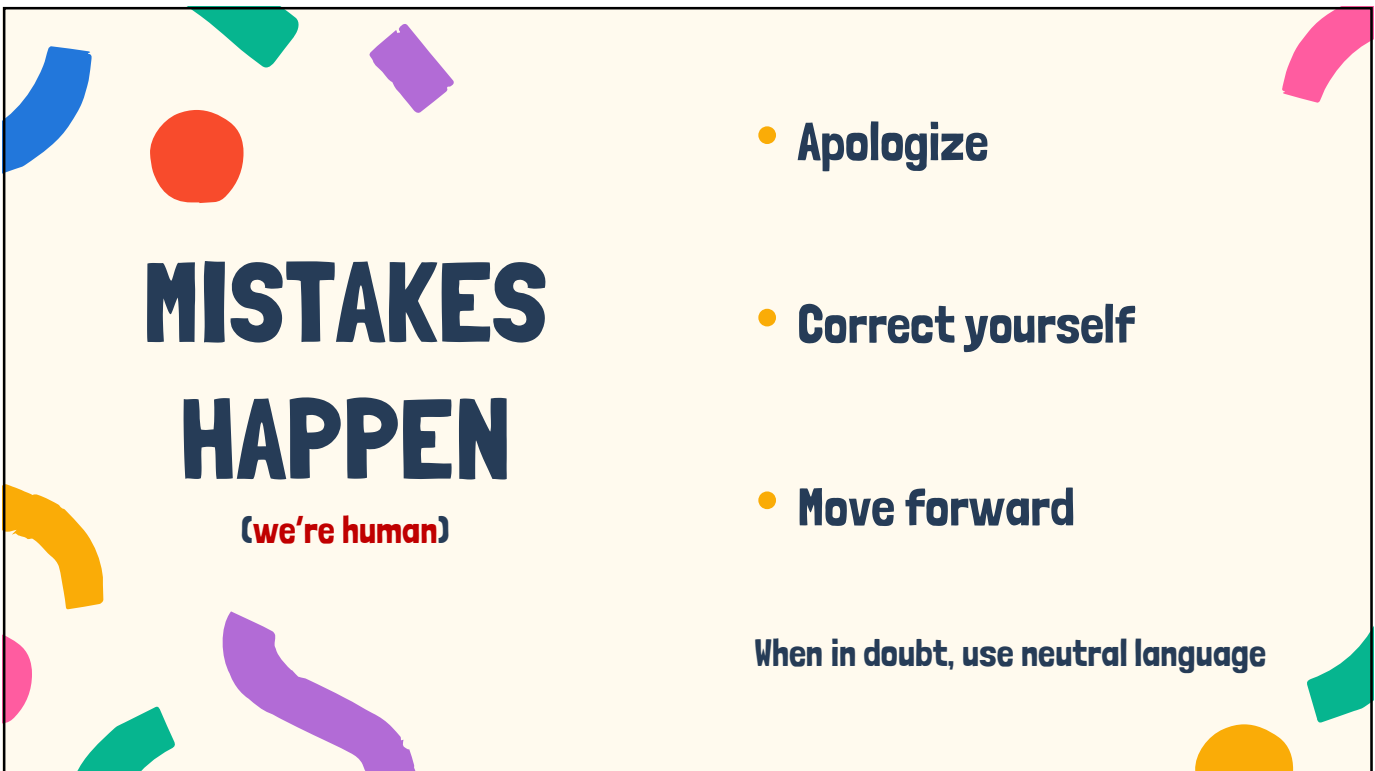 MISTAKES
HAPPEN
(we're human)
Apologize
Correct yourself
Move forward
When in doubt, use neutral language